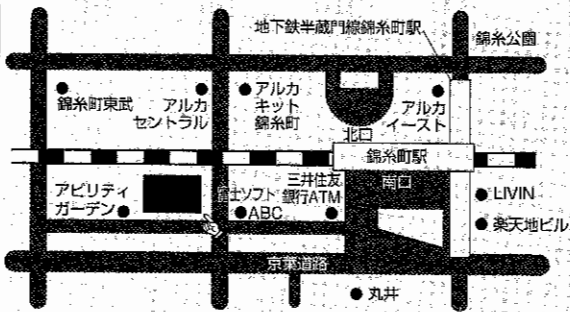 地下鉄半蔵門線錦糸町駅
錦糸公園
錦糸町東武
アルカ
セントラル
アルカ
キット
錦糸町
アルカ
イースト
北口
錦糸町駅
南口
アビリティ
ガーデン
富士ソフト
ABC
三井住友
銀行ATM
LIVIN
楽天地ビル
京葉道路
丸井